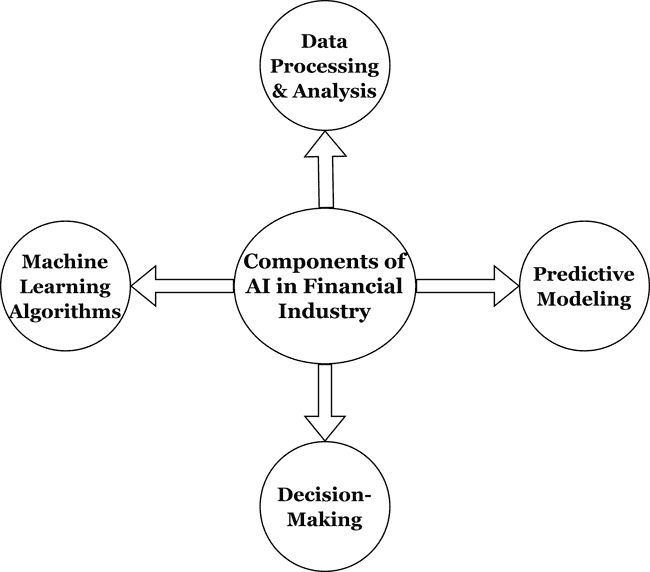 Data
Processing
& Analysis
Machine
Learning
Algorithms
Components of
AI in Financial
Industry
Predictive
Modeling
Decision-
Making